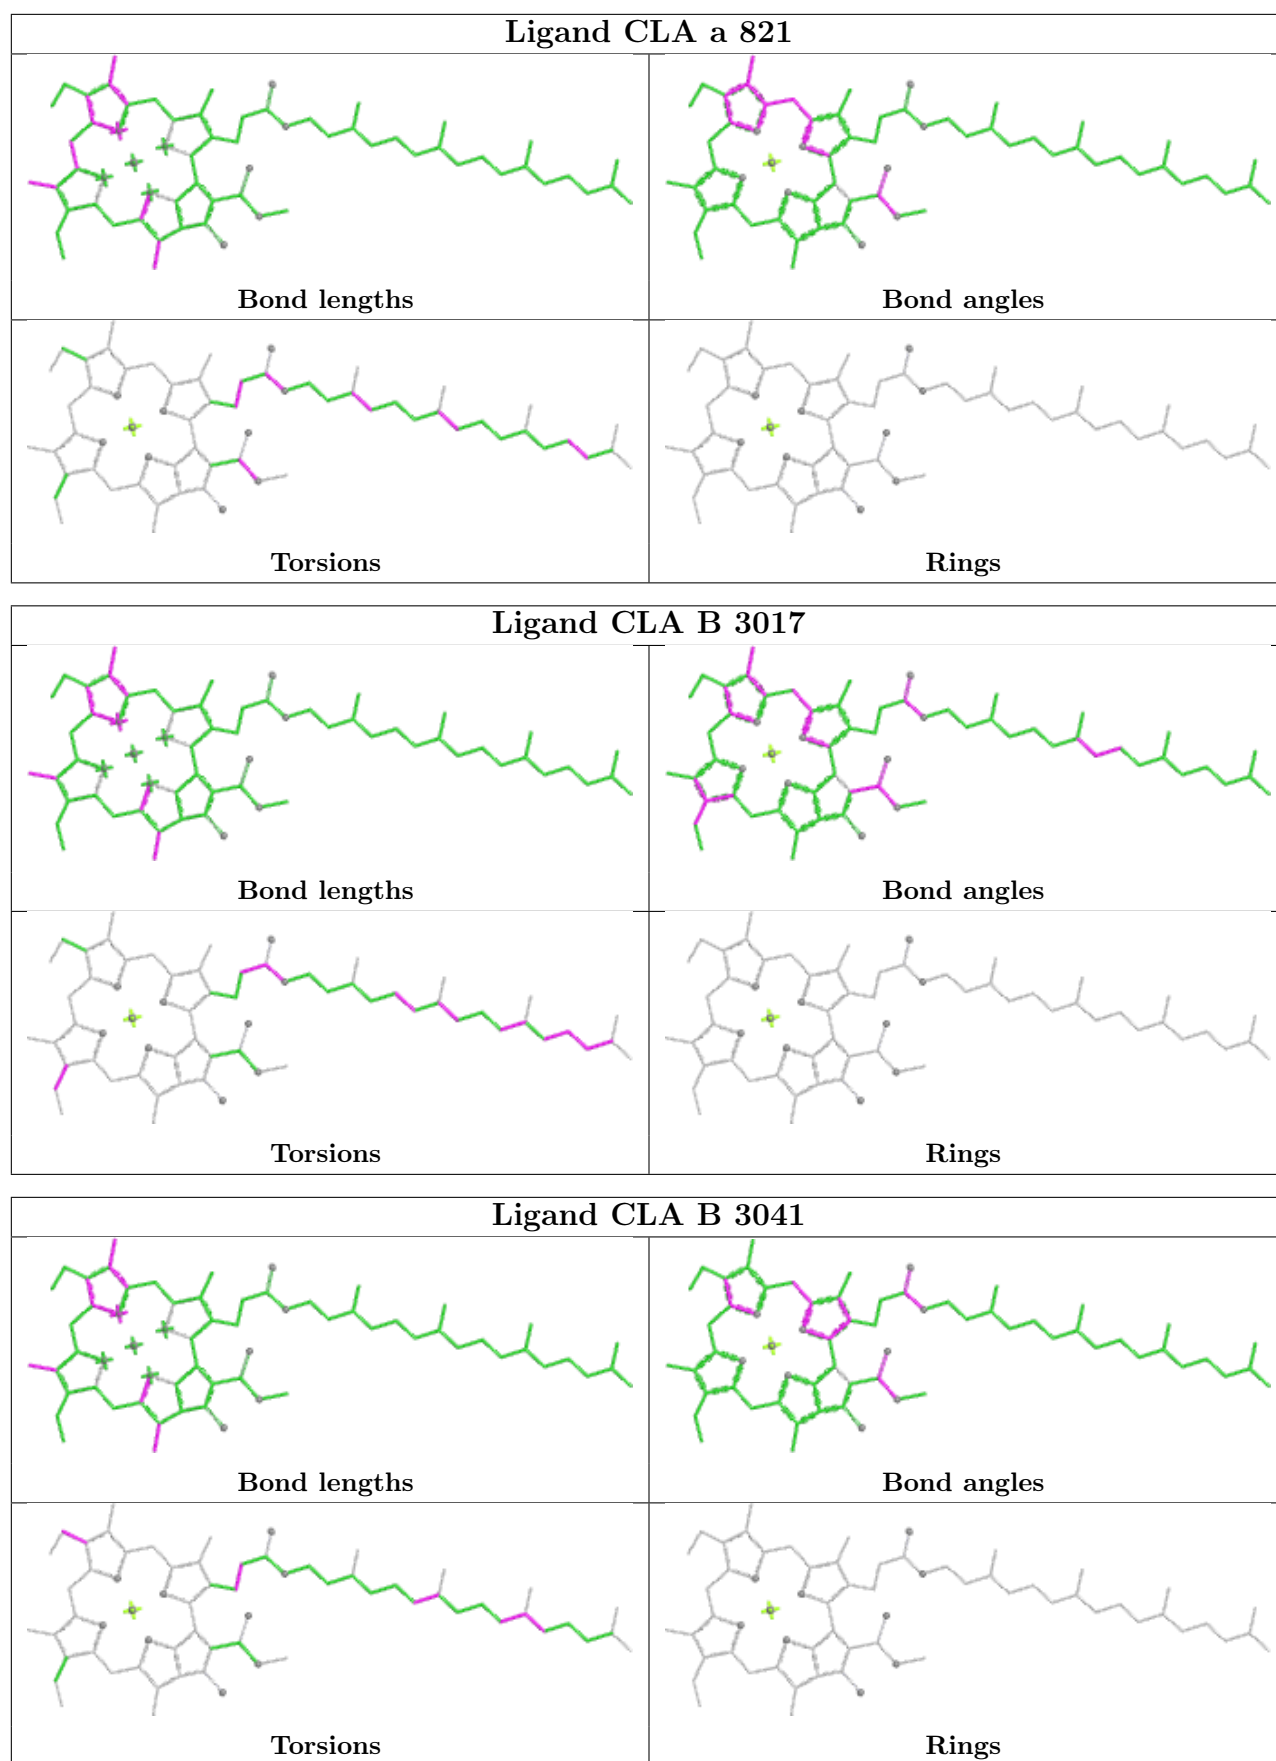 Ligand CLA a 821
Bond lengths
Bond angles
Torsions
Rings
Ligand CLA B 3017
Bond lengths
Bond angles
Torsions
Rings
Ligand CLA B 3041
Bond lengths
Bond angles
Torsions
Rings